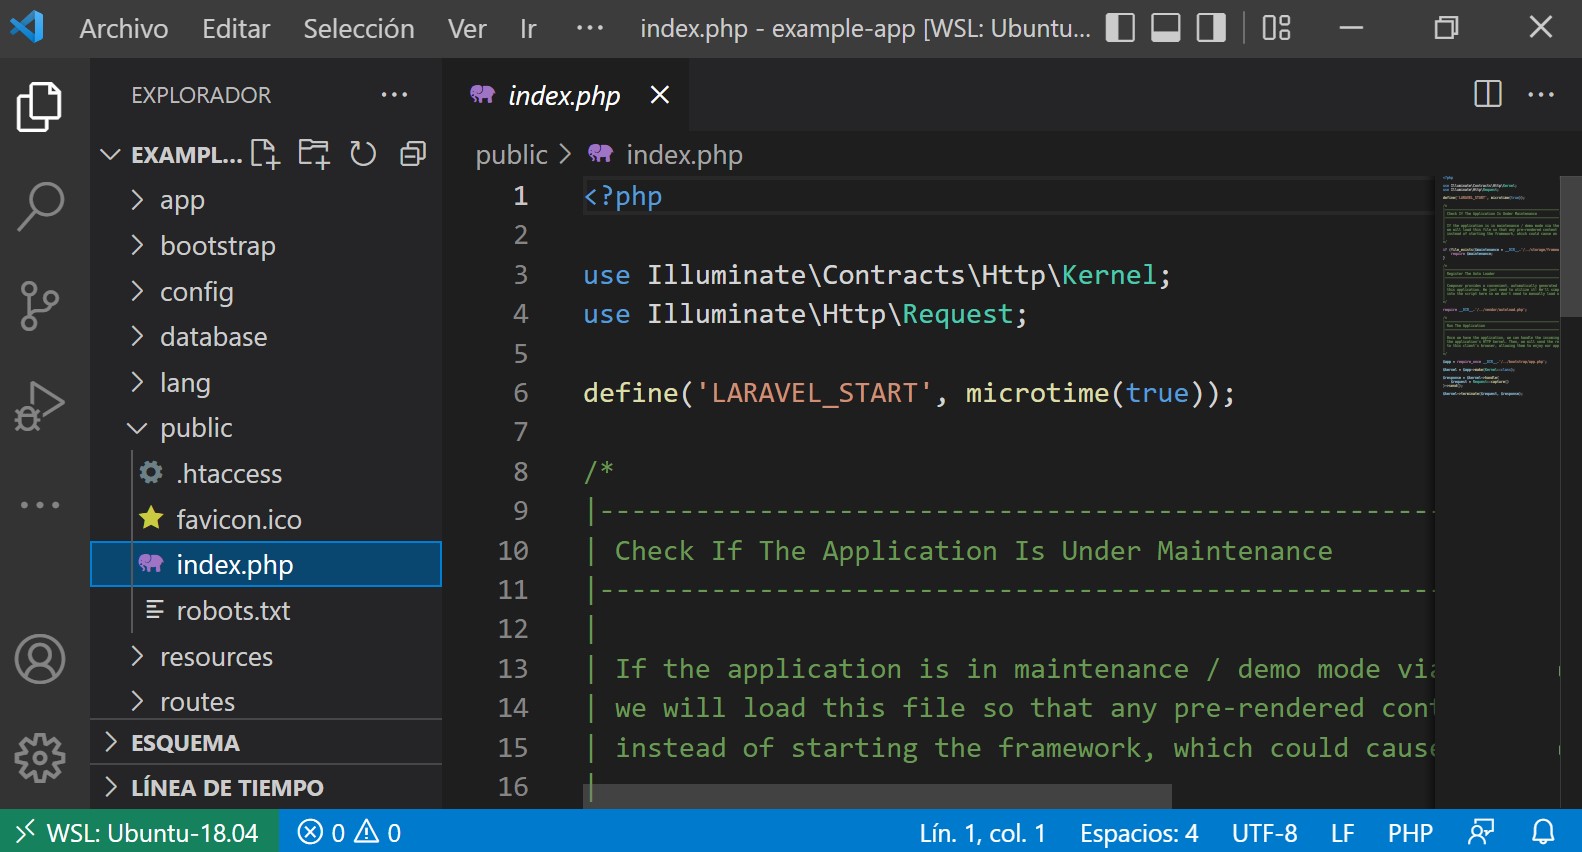 Archivo Editar Selección Ver Ir ··· index.php - example-app [WSL: Ubuntu...
EXPLORADOR ···
EXAMPL...
app
bootstrap
config
database
lang
public
.htaccess
favicon.ico
index.php
robots.txt
resources
routes
ESQUEMA
LÍNEA DE TIEMPO
index.php
public > index.php
1 <?php
2
3 use Illuminate\Contracts\Http\Kernel;
4 use Illuminate\Http\Request;
5
6 define('LARAVEL_START', microtime(true));
7
8 /*
9 |-----------------------------------------------------
10 | Check If The Application Is Under Maintenance
11 |-----------------------------------------------------
12 |
13 | If the application is in maintenance / demo mode via
14 | we will load this file so that any pre-rendered cont
15 | instead of starting the framework, which could cause
16 |
WSL: Ubuntu-18.04 0 0 Lín. 1, col. 1 Espacios: 4 UTF-8 LF PHP